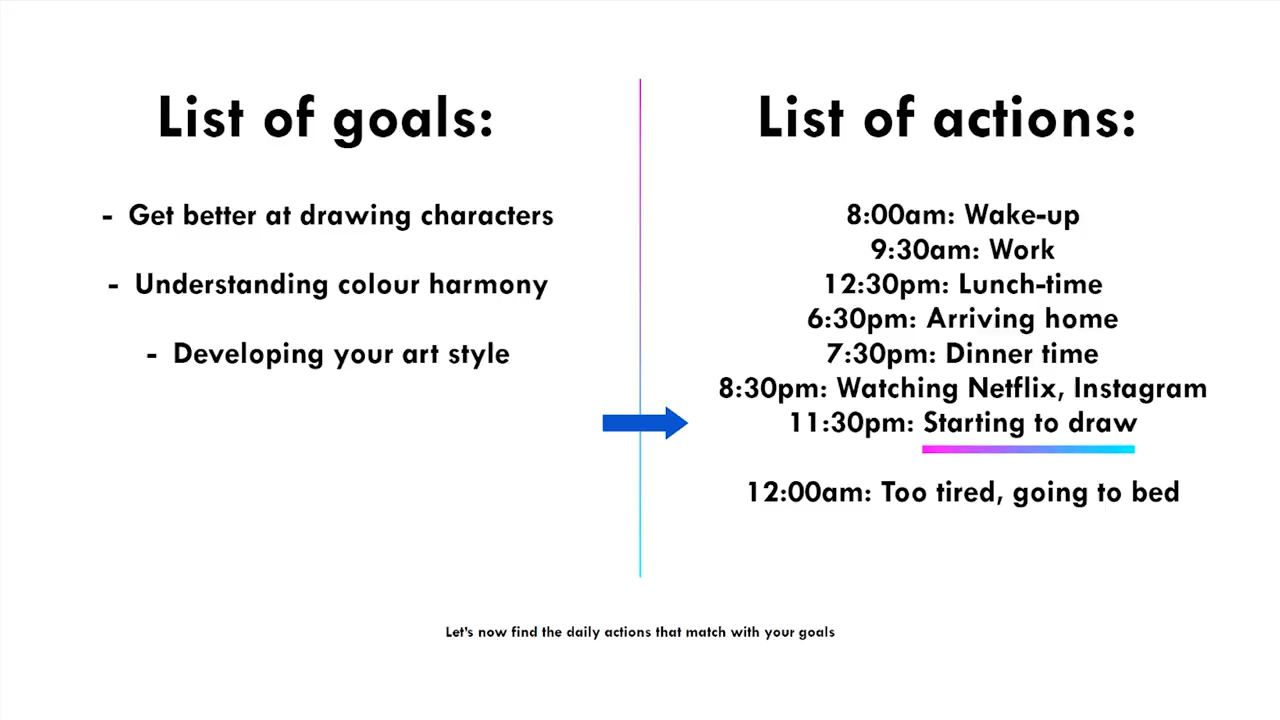 List of goals:
- Get better at drawing characters
- Understanding colour harmony
- Developing your art style
List of actions:
8:00am: Wake-up
9:30am: Work
12:30pm: Lunch-time
6:30pm: Arriving home
7:30pm: Dinner time
8:30pm: Watching Netflix, Instagram
11:30pm: Starting to draw
12:00am: Too tired, going to bed
Let's now find the daily actions that match with your goals